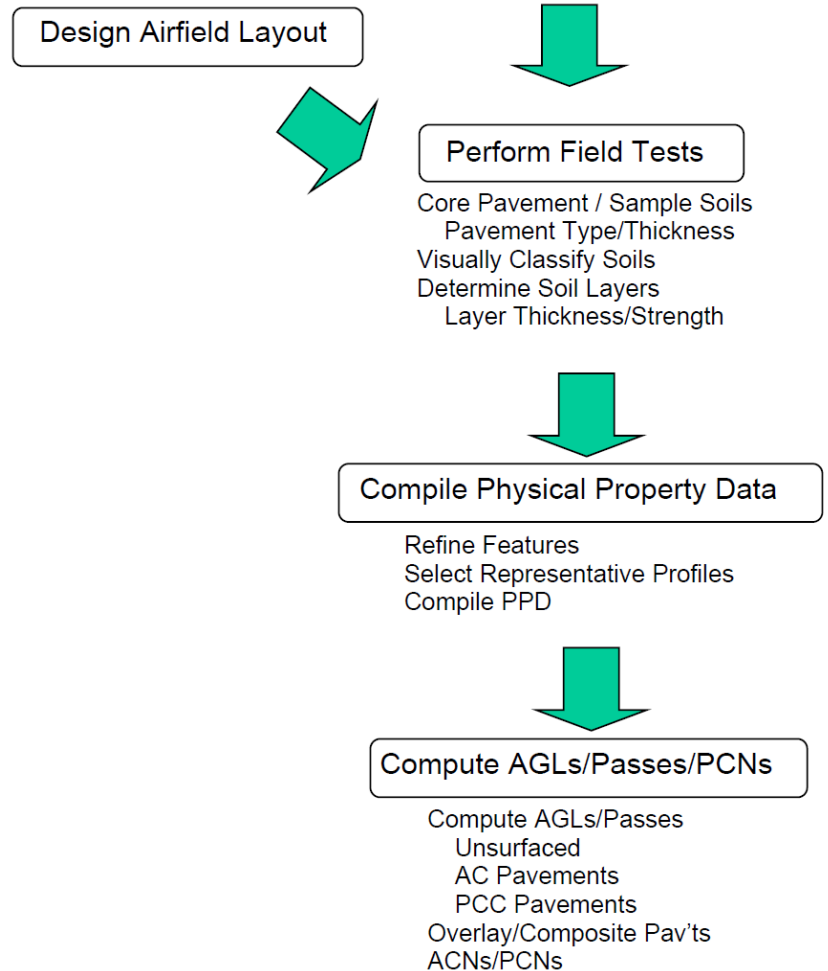 Design Airfield Layout
Perform Field Tests
Core Pavement / Sample Soils
Pavement Type/Thickness
Visually Classify Soils
Determine Soil Layers
Layer Thickness/Strength
Compile Physical Property Data
Refine Features
Select Representative Profiles
Compile PPD
Compute AGLs/Passes/PCNs
Compute AGLs/Passes
Unsurfaced
AC Pavements
PCC Pavements
Overlay/Composite Pav’ts
ACNs/PCNs